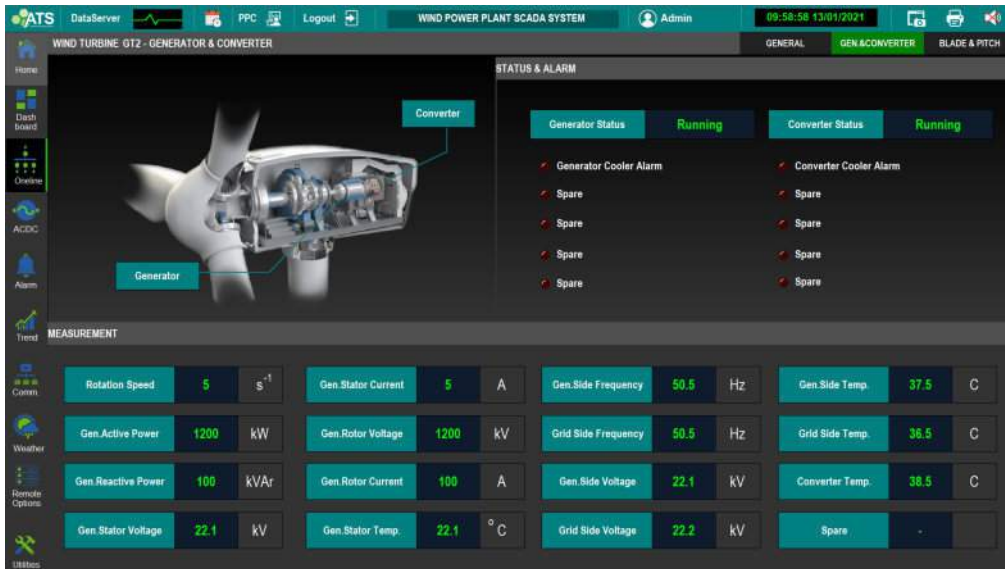 ATS DataServer PPC Logout WIND POWER PLANT SCADA SYSTEM Admin 09:58:58 13/01/2021
WIND TURBINE GT2 - GENERATOR & CONVERTER GENERAL GEN.&CONVERTER BLADE & PITCH
Home
Dash board
Oneline
ACDC
Alarm
Trend
Comm.
Weather
Remote Options
Utilities
Converter
Generator
STATUS & ALARM
Generator Status Running Converter Status Running
Generator Cooler Alarm Converter Cooler Alarm
Spare Spare
Spare Spare
Spare Spare
Spare Spare
MEASUREMENT
Rotation Speed 5 s⁻¹ Gen.Stator Current 5 A Gen.Side Frequency 50.5 Hz Gen.Side Temp. 37.5 C
Gen.Active Power 1200 kW Gen.Rotor Voltage 1200 kV Grid Side Frequency 50.5 Hz Grid Side Temp. 36.5 C
Gen.Reactive Power 100 kVAr Gen.Rotor Current 100 A Gen.Side Voltage 22.1 kV Converter Temp. 38.5 C
Gen.Stator Voltage 22.1 kV Gen.Stator Temp. 22.1 °C Grid Side Voltage 22.2 kV Spare -